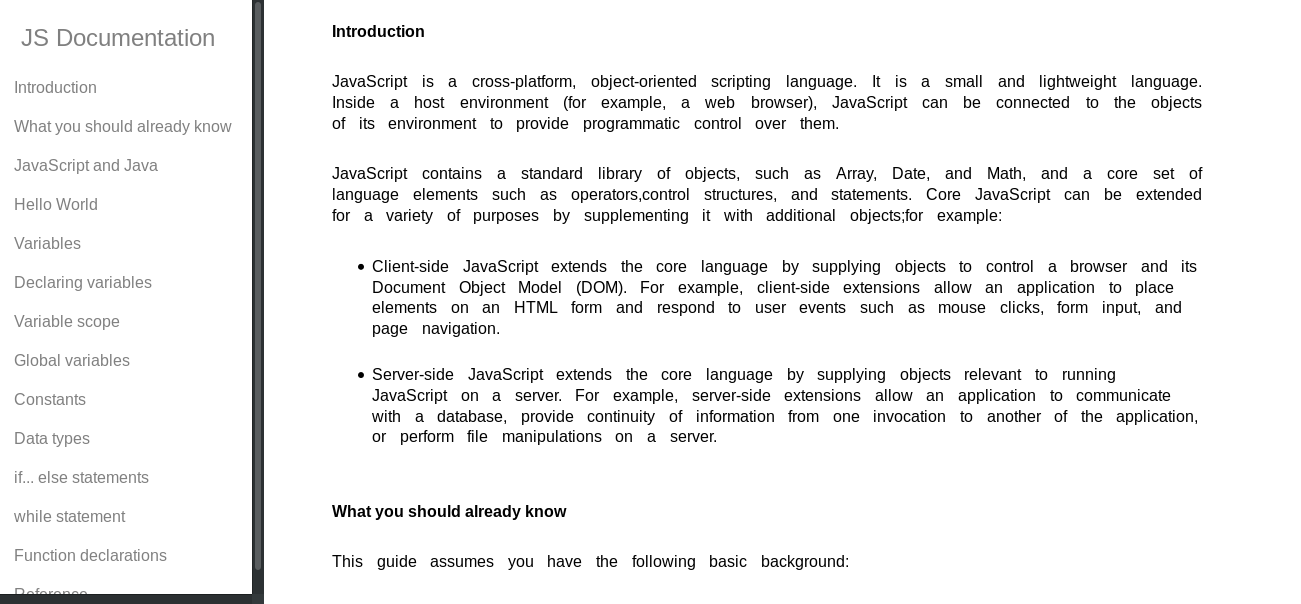 JS Documentation
Introduction
What you should already know
JavaScript and Java
Hello World
Variables
Declaring variables
Variable scope
Global variables
Constants
Data types
if... else statements
while statement
Function declarations
Reference
Introduction
JavaScript is a cross-platform, object-oriented scripting language. It is a small and lightweight language.
Inside a host environment (for example, a web browser), JavaScript can be connected to the objects
of its environment to provide programmatic control over them.
JavaScript contains a standard library of objects, such as Array, Date, and Math, and a core set of
language elements such as operators,control structures, and statements. Core JavaScript can be extended
for a variety of purposes by supplementing it with additional objects;for example:
• Client-side JavaScript extends the core language by supplying objects to control a browser and its
Document Object Model (DOM). For example, client-side extensions allow an application to place
elements on an HTML form and respond to user events such as mouse clicks, form input, and
page navigation.
• Server-side JavaScript extends the core language by supplying objects relevant to running
JavaScript on a server. For example, server-side extensions allow an application to communicate
with a database, provide continuity of information from one invocation to another of the application,
or perform file manipulations on a server.
What you should already know
This guide assumes you have the following basic background: